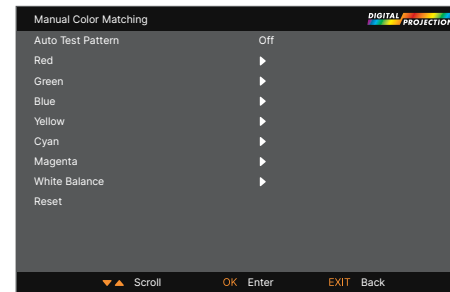 Manual Color Matching DIGITAL PROJECTION
Auto Test Pattern Off
Red
Green
Blue
Yellow
Cyan
Magenta
White Balance
Reset
Scroll OK Enter EXIT Back